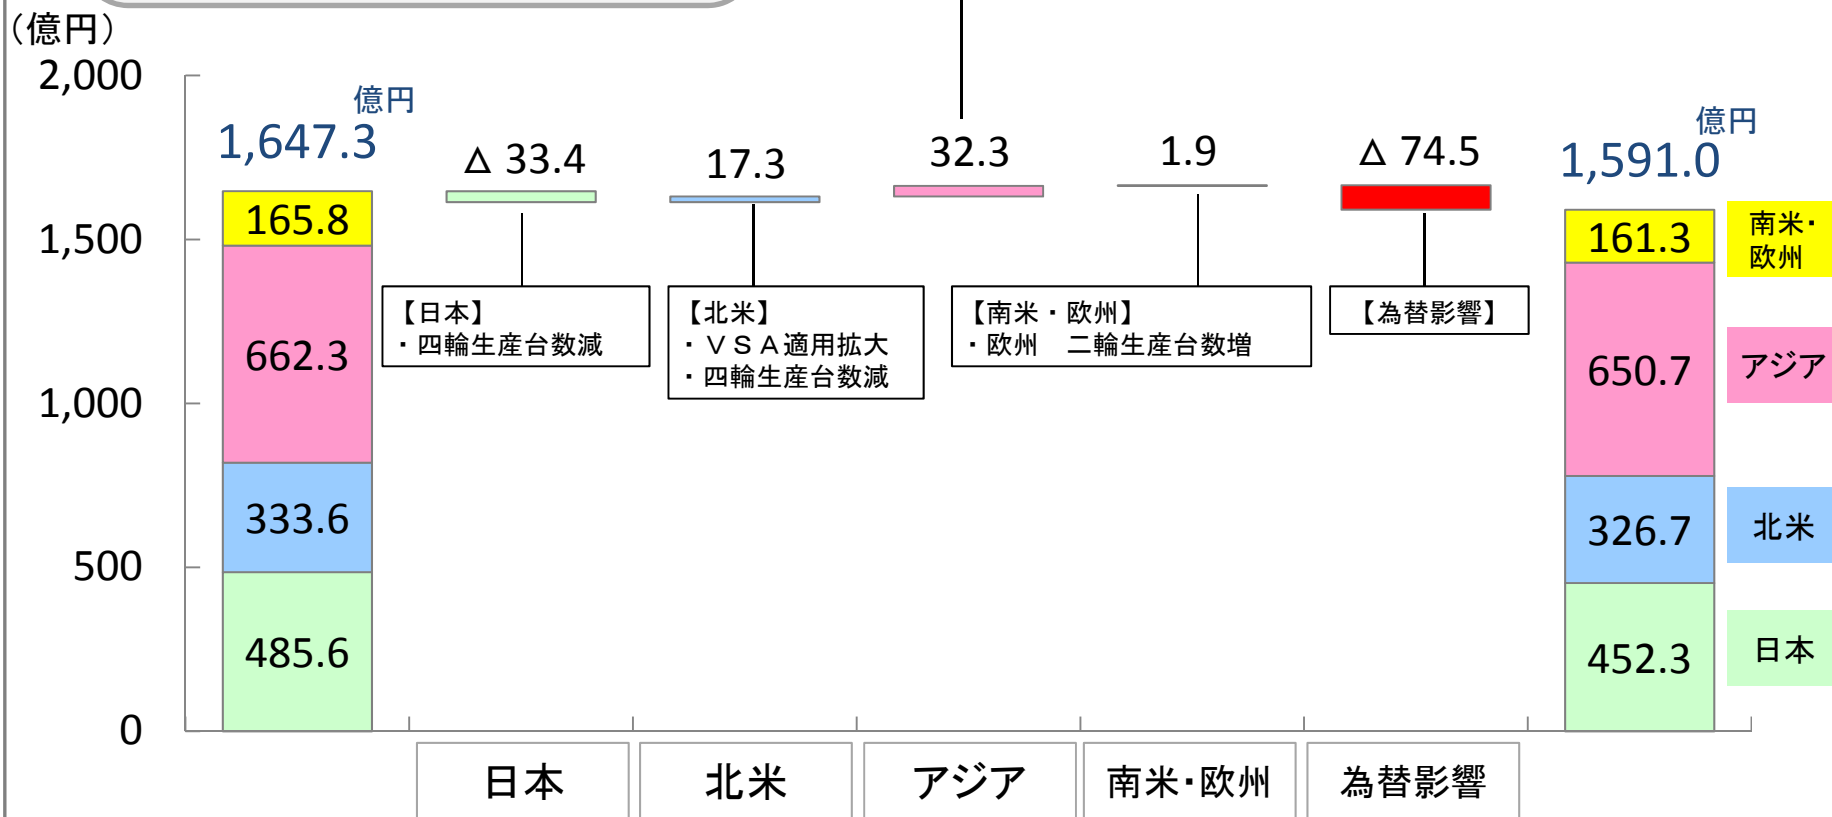 （億円）
2,000
1,500
1,000
500
0
億円
1,647.3
165.8
662.3
333.6
485.6
△ 33.4
17.3
32.3
1.9
△ 74.5
億円
1,591.0
161.3
650.7
326.7
452.3
【日本】
・四輪生産台数減
【北米】
・ＶＳＡ適用拡大
・四輪生産台数減
【南米・欧州】
・欧州　二輪生産台数増
【為替影響】
南米・
欧州
アジア
北米
日本
日本
北米
アジア
南米・欧州
為替影響